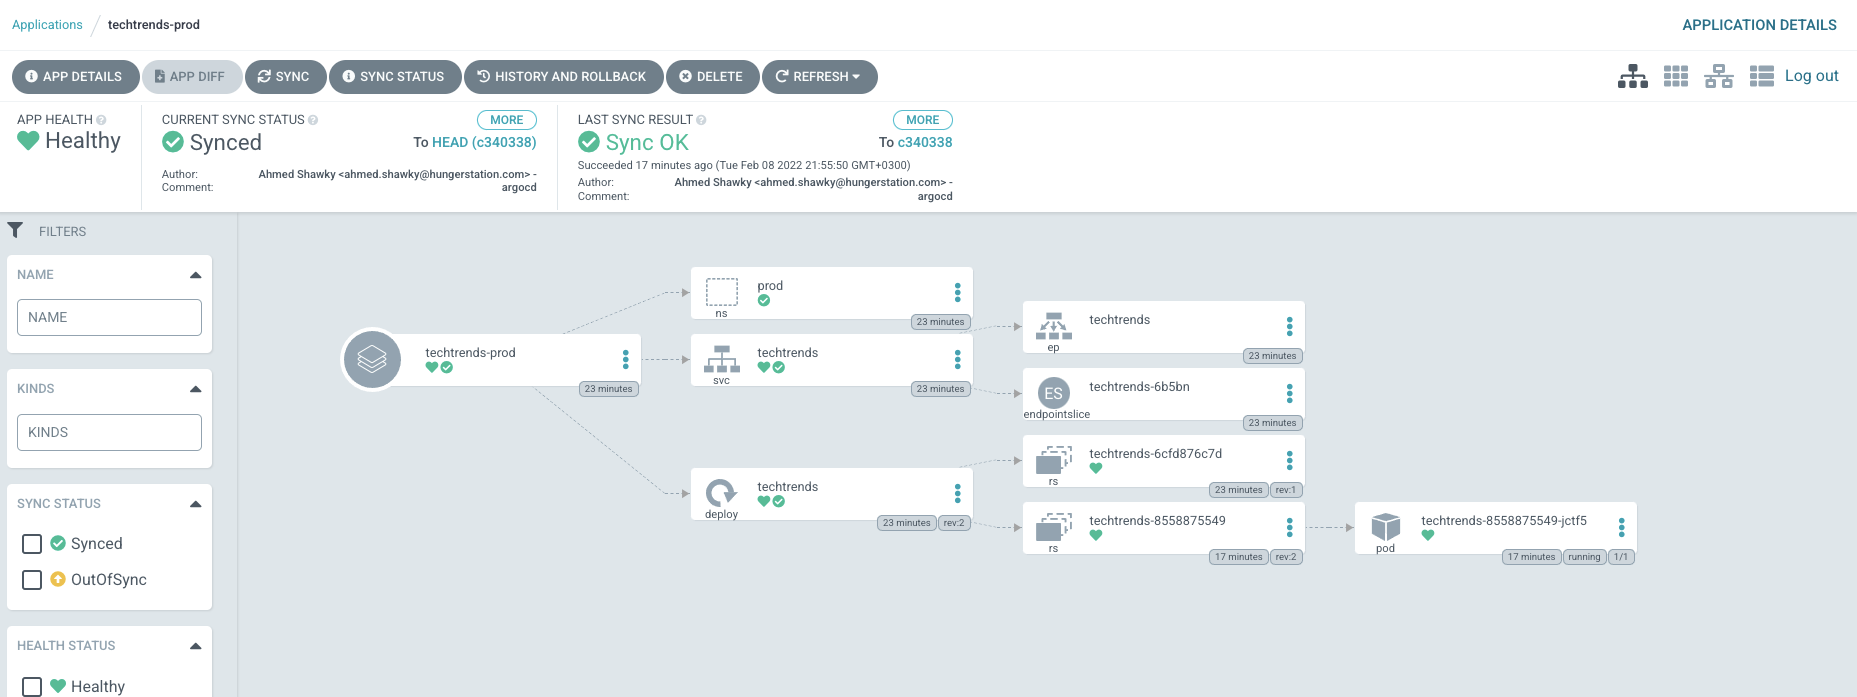 Applications / techtrends-prod
APPLICATION DETAILS
APP DETAILS
APP DIFF
SYNC
SYNC STATUS
HISTORY AND ROLLBACK
DELETE
REFRESH
Log out
APP HEALTH
Healthy
CURRENT SYNC STATUS
MORE
Synced
To HEAD (c340338)
Author: Ahmed Shawky <ahmed.shawky@hungerstation.com> -
Comment: argocd
LAST SYNC RESULT
MORE
Sync OK
To c340338
Succeeded 17 minutes ago (Tue Feb 08 2022 21:55:50 GMT+0300)
Author: Ahmed Shawky <ahmed.shawky@hungerstation.com> -
Comment: argocd
FILTERS
NAME
NAME
KINDS
KINDS
SYNC STATUS
Synced
OutOfSync
HEALTH STATUS
Healthy
techtrends-prod
23 minutes
prod
ns
23 minutes
techtrends
svc
23 minutes
techtrends
deploy
23 minutes rev:2
techtrends
ep
23 minutes
ES
techtrends-6b5bn
endpointslice
23 minutes
techtrends-6cfd876c7d
rs
23 minutes rev:1
techtrends-8558875549
rs
17 minutes rev:2
techtrends-8558875549-jctf5
pod
17 minutes running 1/1